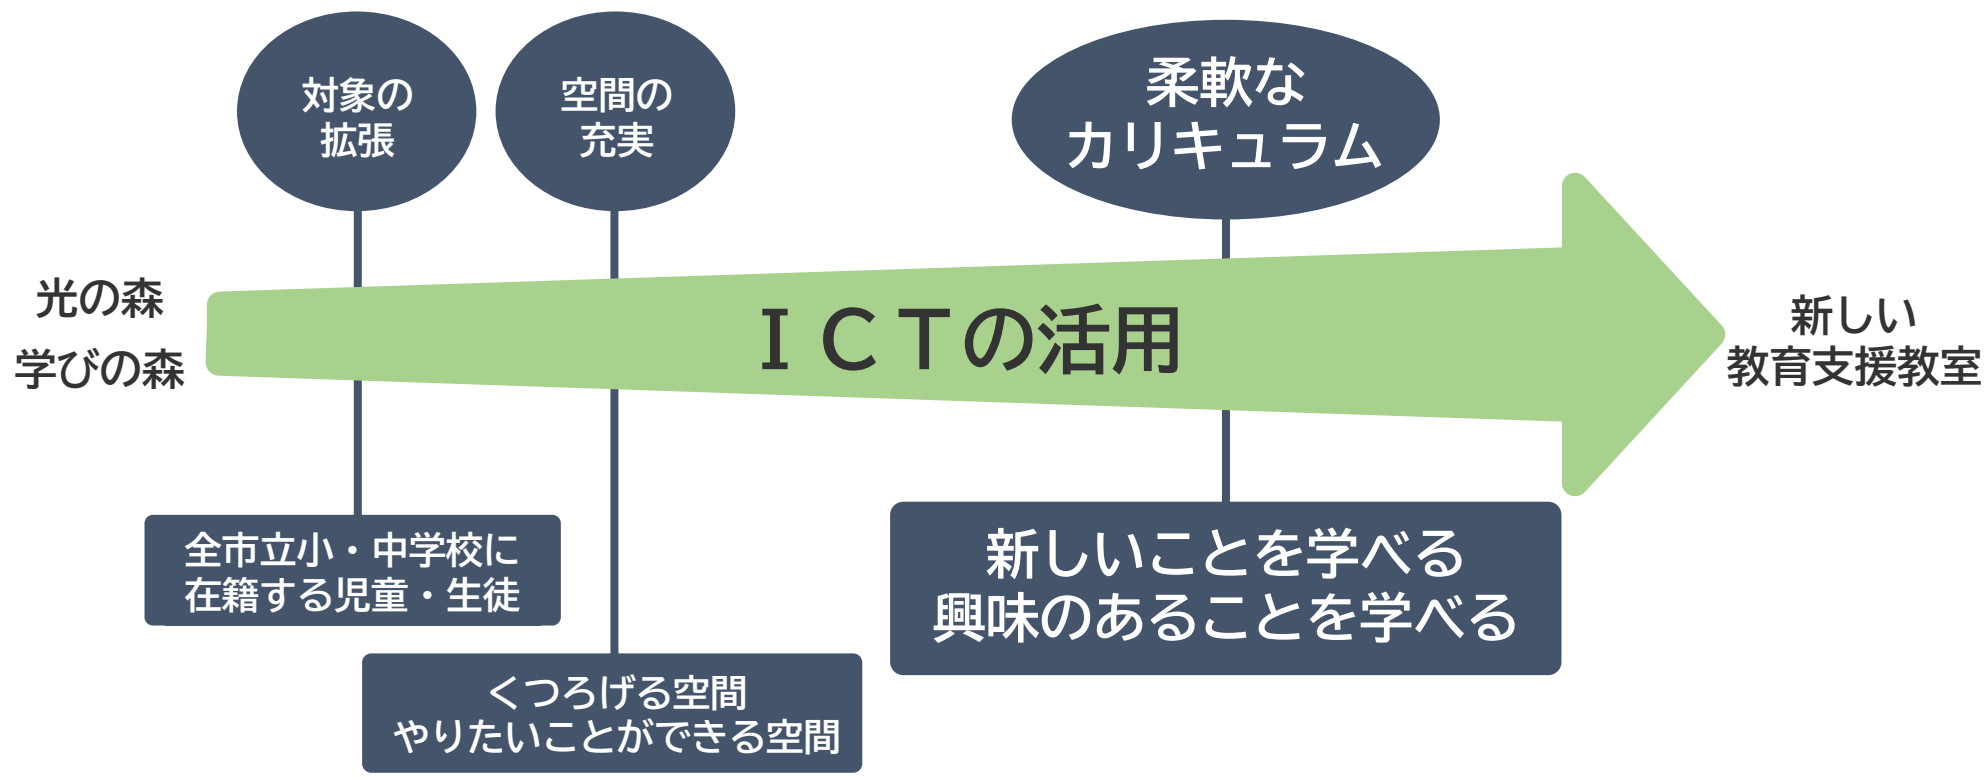 対象の
拡張
空間の
充実
柔軟な
カリキュラム
光の森
学びの森
ＩＣＴの活用
新しい
教育支援教室
全市立小・中学校に
在籍する児童・生徒
くつろげる空間
やりたいことができる空間
新しいことを学べる
興味のあることを学べる